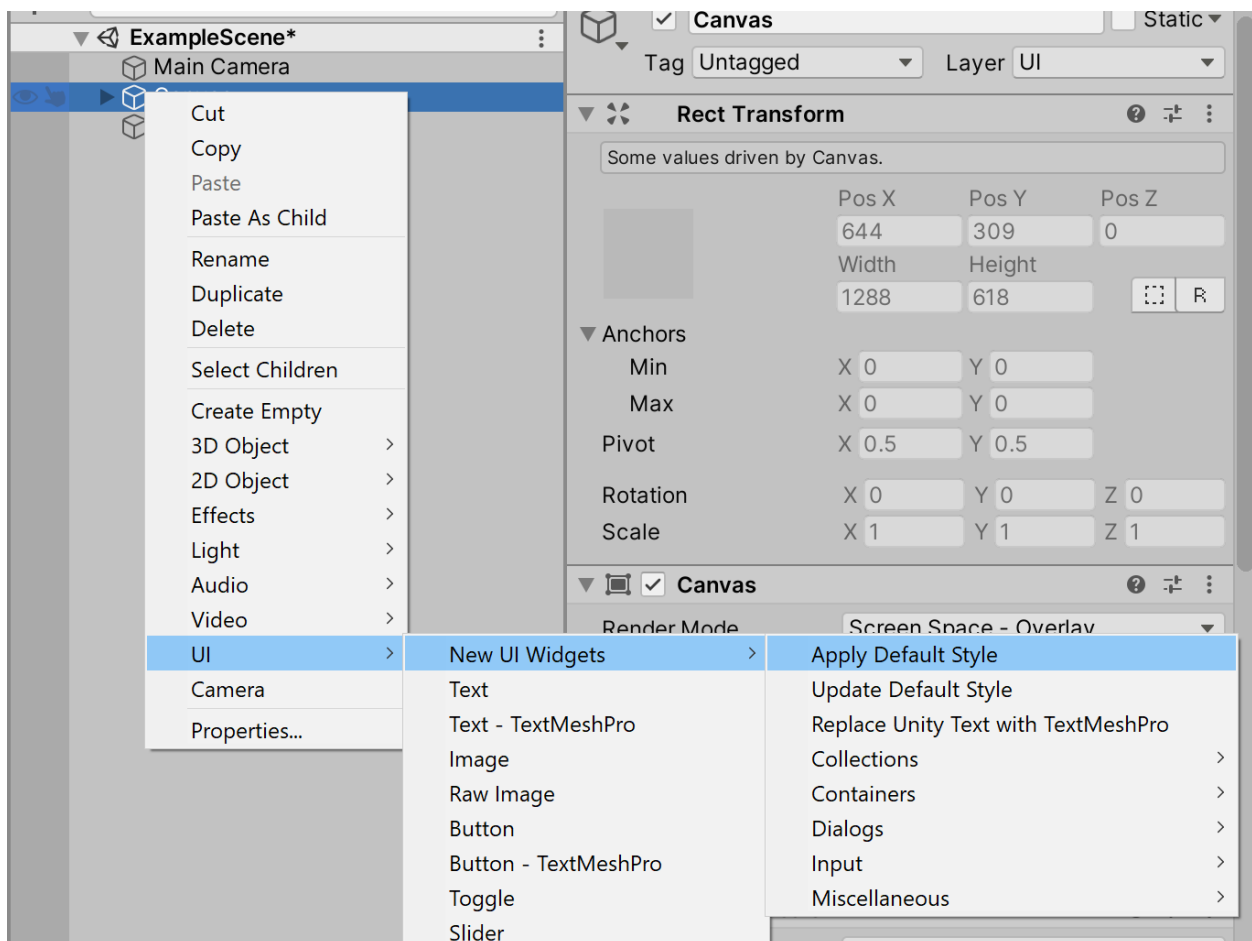 ExampleScene*
Main Camera
Cut
Copy
Paste
Paste As Child
Rename
Duplicate
Delete
Select Children
Create Empty
3D Object
2D Object
Effects
Light
Audio
Video
UI
Camera
Properties...
New UI Widgets
Text
Text - TextMeshPro
Image
Raw Image
Button
Button - TextMeshPro
Toggle
Slider
Apply Default Style
Update Default Style
Replace Unity Text with TextMeshPro
Collections
Containers
Dialogs
Input
Miscellaneous
Canvas Static
Tag Untagged Layer UI
Rect Transform
Some values driven by Canvas.
Pos X Pos Y Pos Z
644 309 0
Width Height
1288 618
R
Anchors
Min X 0 Y 0
Max X 0 Y 0
Pivot X 0.5 Y 0.5
Rotation X 0 Y 0 Z 0
Scale X 1 Y 1 Z 1
Canvas
Render Mode Screen Space - Overlay